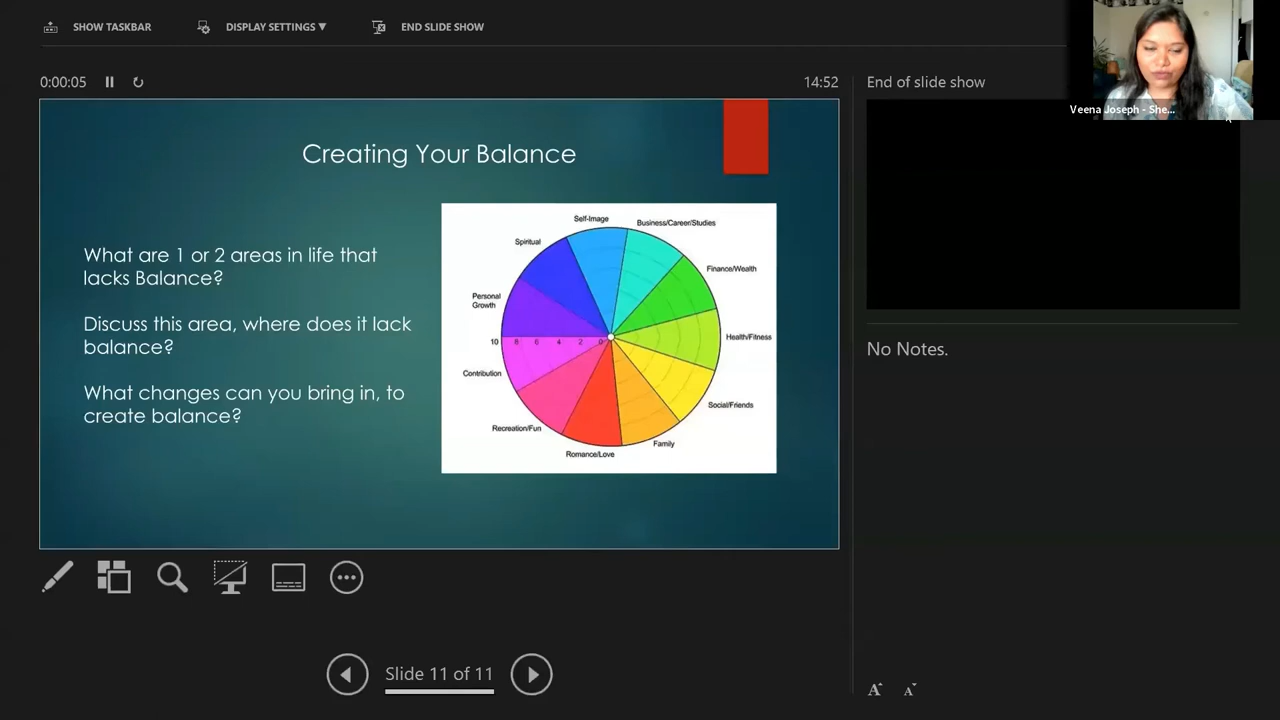 SHOW TASKBAR
DISPLAY SETTINGS ▼
END SLIDE SHOW
0:00:05
14:52
End of slide show
Veena Joseph - She...
Creating Your Balance
What are 1 or 2 areas in life that
lacks Balance?
Discuss this area, where does it lack
balance?
What changes can you bring in, to
create balance?
Self-Image
Business/Career/Studies
Spiritual
Finance/Wealth
Personal
Growth
Health/Fitness
10 8 6 4 2 0
Contribution
Social/Friends
Recreation/Fun
Family
Romance/Love
No Notes.
Slide 11 of 11
A A